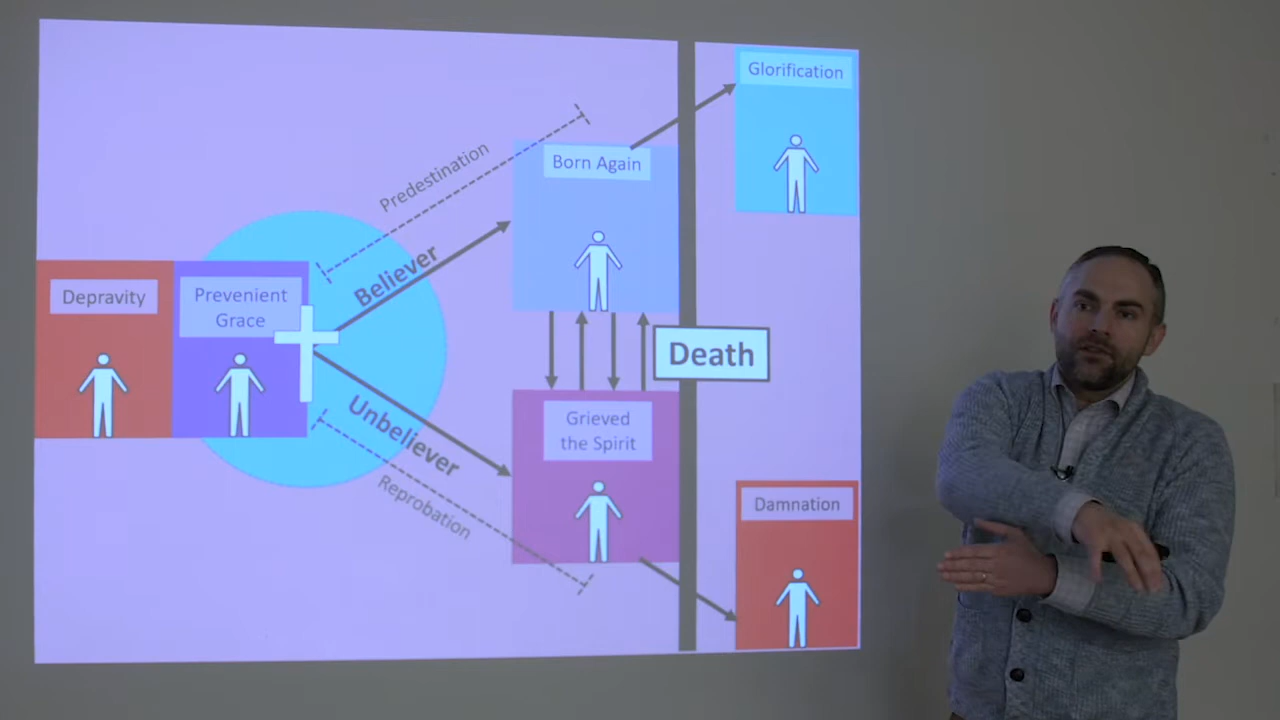 Glorification
Predestination
Born Again
Believer
Depravity
Prevenient
Grace
Death
Unbeliever
Grieved
the Spirit
Reprobation
Damnation